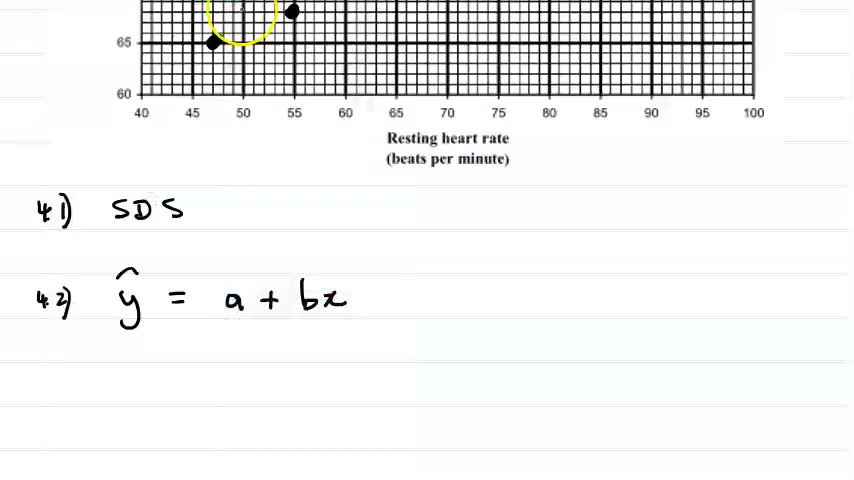 65
60
40 45 50 55 60 65 70 75 80 85 90 95 100
Resting heart rate
(beats per minute)
4.1) SDS
4.2) ŷ = a + bx